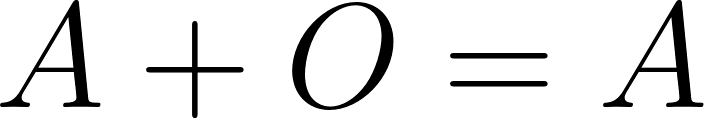 A + O = A